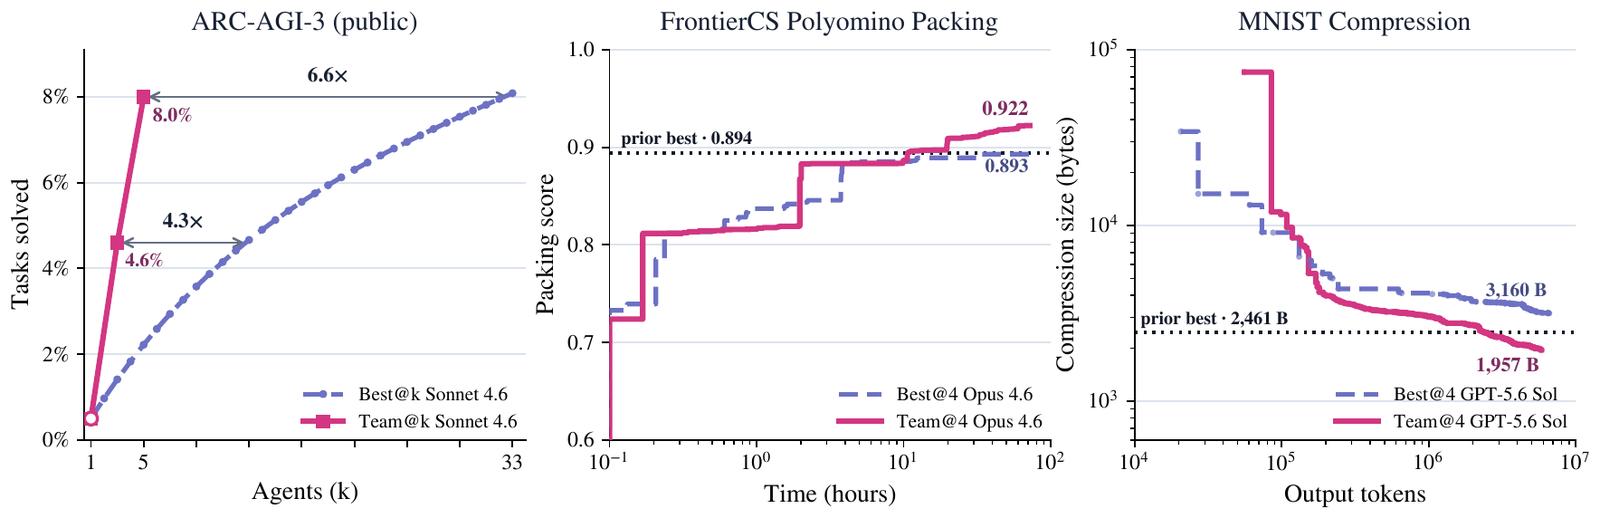 ARC-AGI-3 (public)
Tasks solved
8%
6%
4%
2%
0%
6.6×
8.0%
4.3×
4.6%
Best@k Sonnet 4.6
Team@k Sonnet 4.6
1
5
33
Agents (k)
FrontierCS Polyomino Packing
Packing score
1.0
0.9
0.8
0.7
0.6
prior best · 0.894
0.922
0.893
Best@4 Opus 4.6
Team@4 Opus 4.6
10⁻¹
10⁰
10¹
10²
Time (hours)
MNIST Compression
Compression size (bytes)
10⁵
10⁴
10³
prior best · 2,461 B
3,160 B
1,957 B
Best@4 GPT-5.6 Sol
Team@4 GPT-5.6 Sol
10⁴
10⁵
10⁶
10⁷
Output tokens